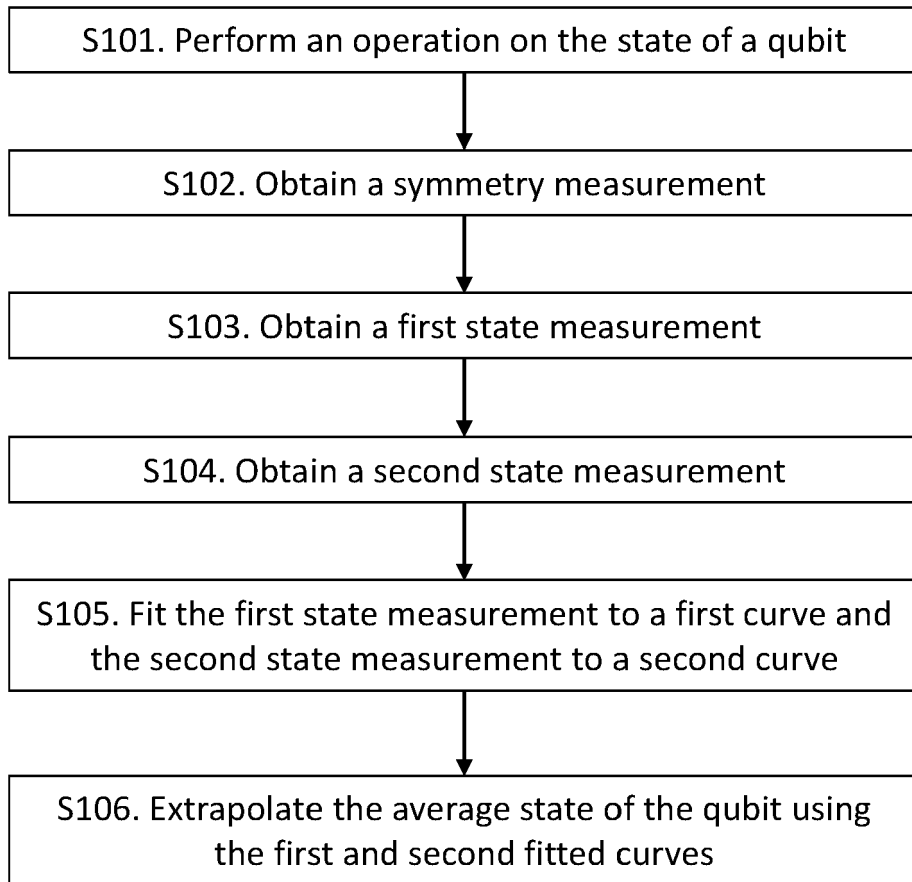 S101. Perform an operation on the state of a qubit
S102. Obtain a symmetry measurement
S103. Obtain a first state measurement
S104. Obtain a second state measurement
S105. Fit the first state measurement to a first curve and
the second state measurement to a second curve
S106. Extrapolate the average state of the qubit using
the first and second fitted curves